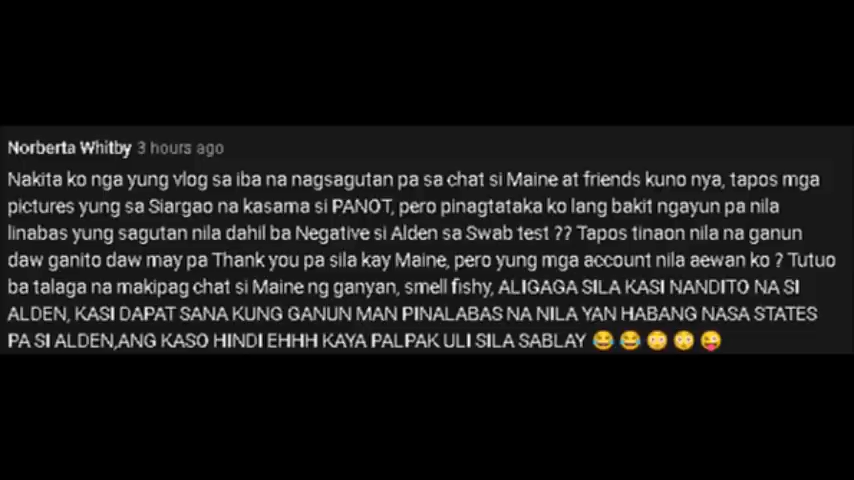 Norberta Whitby 3 hours ago
Nakita ko nga yung vlog sa iba na nagsagutan pa sa chat si Maine at friends kuno nya, tapos mga
pictures yung sa Siargao na kasama si PANOT, pero pinagtataka ko lang bakit ngayun pa nila
linabas yung sagutan nila dahil ba Negative si Alden sa Swab test ?? Tapos tinaon nila na ganun
daw ganito daw may pa Thank you pa sila kay Maine, pero yung mga account nila aewan ko ? Tutuo
ba talaga na makipag chat si Maine ng ganyan, smell fishy, ALIGAGA SILA KASI NANDITO NA SI
ALDEN, KASI DAPAT SANA KUNG GANUN MAN PINALABAS NA NILA YAN HABANG NASA STATES
PA SI ALDEN,ANG KASO HINDI EHHH KAYA PALPAK ULI SILA SABLAY 😂 😂 😳 😳 😜